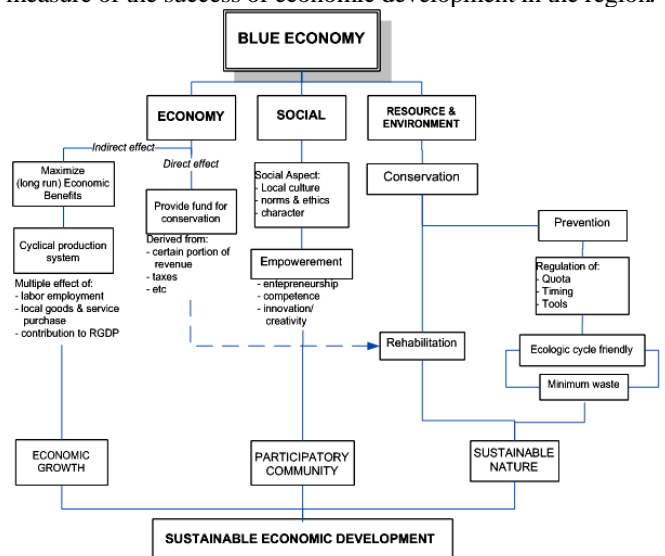 measure of the success of economic development in the region.
BLUE ECONOMY
ECONOMY
SOCIAL
RESOURCE &
ENVIRONMENT
Indirect effect
Direct effect
Maximize
(long run) Economic
Benefits
Provide fund for
conservation
Social Aspect:
- Local culture
- norms & ethics
- character
Conservation
Prevention
Cyclical production
system
Derived from:
- certain portion of
revenue
- taxes
- etc
Empowerement
- entepreneurship
- competence
- innovation/
creativity
Regulation of:
- Quota
- Timing
- Tools
Multiple effect of:
- labor employment
- local goods & service
purchase
- contribution to RGDP
Rehabilitation
Ecologic cycle friendly
Minimum waste
ECONOMIC
GROWTH
PARTICIPATORY
COMMUNITY
SUSTAINABLE
NATURE
SUSTAINABLE ECONOMIC DEVELOPMENT